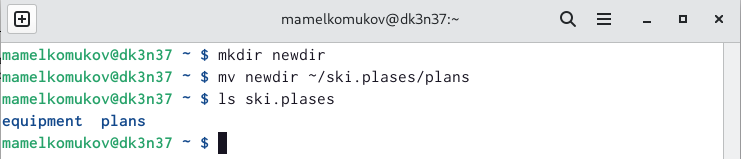 mamelkomukov@dk3n37:~
mamelkomukov@dk3n37 ~ $ mkdir newdir
mamelkomukov@dk3n37 ~ $ mv newdir ~/ski.plases/plans
mamelkomukov@dk3n37 ~ $ ls ski.plases
equipment  plans
mamelkomukov@dk3n37 ~ $